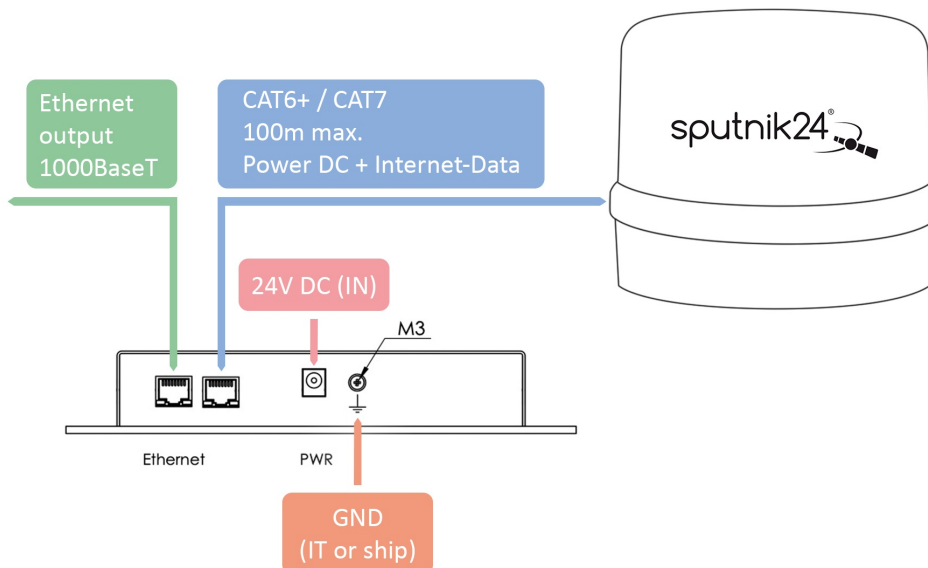 Ethernet
output
1000BaseT
CAT6+ / CAT7
100m max.
Power DC + Internet-Data
sputnik24®
24V DC (IN)
M3
Ethernet
PWR
GND
(IT or ship)